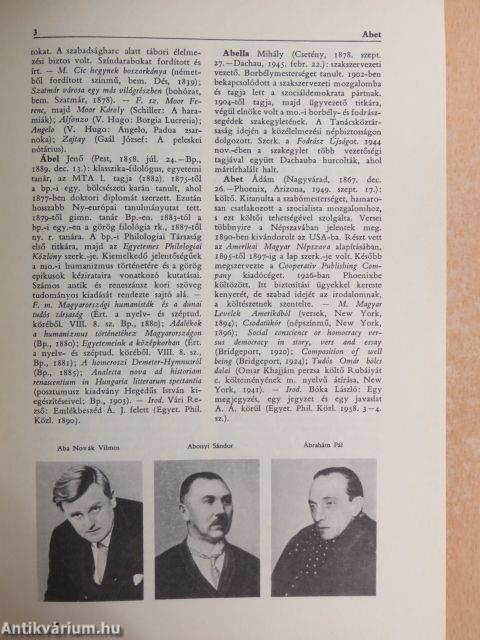 3
Abet
tokat. A szabadságharc alatt tábori élelme-
zési biztos volt. Színdarabokat fordított és
írt. — M. Cic hegynek boszorkánya (német-
ből fordított színmű, bem. Dés, 1839);
Szatmár városa egy más világrészben (bohózat,
bem. Szatmár, 1878). — F. sz. Moor Fe-
renc, majd Moor Károly (Schiller: A hara-
miák); Alfonzo (V. Hugo: Borgia Lucretia);
Angelo (V. Hugo: Angelo, Padua zsar-
noka); Zajtay (Gaál József: A peleskei
nótárius).
Ábel Jenő (Pest, 1858. júl. 24.—Bp.,
1889. dec. 13.): klasszika-filológus, egyetemi
tanár, az MTA l. tagja (1882). 1875-től
a bp.-i egy. bölcsészeti karán tanult, ahol
1877-ben doktori diplomát szerzett. Ezután
hosszabb Ny-európai tanulmányutat tett.
1879-től gimn. tanár Bp.-en. 1883-tól a
bp.-i egy.-en a görög filológia rk., 1887-től
ny. r. tanára. A bp.-i Philologiai Társaság
első titkára, majd az Egyetemes Philologiai
Közlöny szerk.-je. Kiemelkedő jelentőségűek
a mo.-i humanizmus történetére és a görög
epikusok kézirataira vonatkozó kutatásai.
Számos antik és reneszánsz kori szöveg
tudományos kiadását rendezte sajtó alá. —
F. m. Magyarországi humanisták és a dunai
tudós társaság (Ért. a nyelv- és széptud.
köréből. VIII. 8. sz. Bp., 1880); Adalékok
a humanizmus történetéhez Magyarországon
(Bp., 1880); Egyetemeink a középkorban (Ért.
a nyelv- és széptud. köréből. VIII. 8. sz.,
Bp., 1881); A homeroszi Demeter-Hymnusról
(Bp., 1885); Analecta nova ad historiam
renascentium in Hungaria litterarum spectantia
(posztumusz kiadvány Hegedűs István ki-
egészítéseivel; Bp., 1903). — Irod. Vári Re-
zső: Emlékbeszéd Á. J. felett (Egyet. Phil.
Közl. 1890).
Abella Mihály (Csetény, 1878. szept.
27.—Dachau, 1945. febr. 22.): szakszervezeti
vezető. Borbélymesterséget tanult. 1902-ben
bekapcsolódott a szakszervezeti mozgalomba
és tagja lett a szociáldemokrata pártnak.
1904-től tagja, majd ügyvezető titkára,
végül elnöke volt a mo.-i borbély- és fodrász-
segédek szakegyletének. A Tanácsköztár-
saság idején a közélelmezési népbiztosságon
dolgozott. Szerk. a Fodrász Újságot. 1944
nov.-ében a szakegylet több vezetőségi
tagjával együtt Dachauba hurcolták, ahol
mártírhalált halt.
Abet Ádám (Nagyvárad, 1867. dec.
26.—Phoenix, Arizona, 1949. szept. 17.):
költő. Kitanulta a szabómesterséget, hamaro-
san csatlakozott a szocialista mozgalomhoz,
s ezt költői tehetségével szolgálta. Versei
többnyire a Népszavában jelentek meg.
1890-ben kivándorolt az USA-ba. Részt vett
az Amerikai Magyar Népszava alapításában,
1895-től 1897-ig a lap szerk.-je volt. Később
megszervezte a Cooperativ Publishing Com-
pany kiadócéget. 1926-ban Phoenixbe
költözött. Itt biztosítási ügyekkel kereste
kenyerét, de szabad idejét az irodalomnak,
a költészetnek szentelte. — M. Magyar
Levelek Amerikából (versek, New York,
1894); Csodatükör (népszínmű, New York,
1896); Social conscience or homocracy ver-
sus democracy in story, vers and essay
(Bridgeport, 1920); Composition of well
being (Bridgeport, 1924); Tudós Omár bölcs
dalai (Omar Khajjám perzsa költő Rubáiyát
c. költeményének m. nyelvű átírása, New
York, 1941). — Irod. Bóka László: Egy
megjegyzés, egy jegyzet és egy javaslat
A. Á. körül (Egyet. Phil. Közl. 1958. 3—4.
sz.).
Aba Novák Vilmos
Abonyi Sándor
Ábrahám Pál
Antikvárium.hu